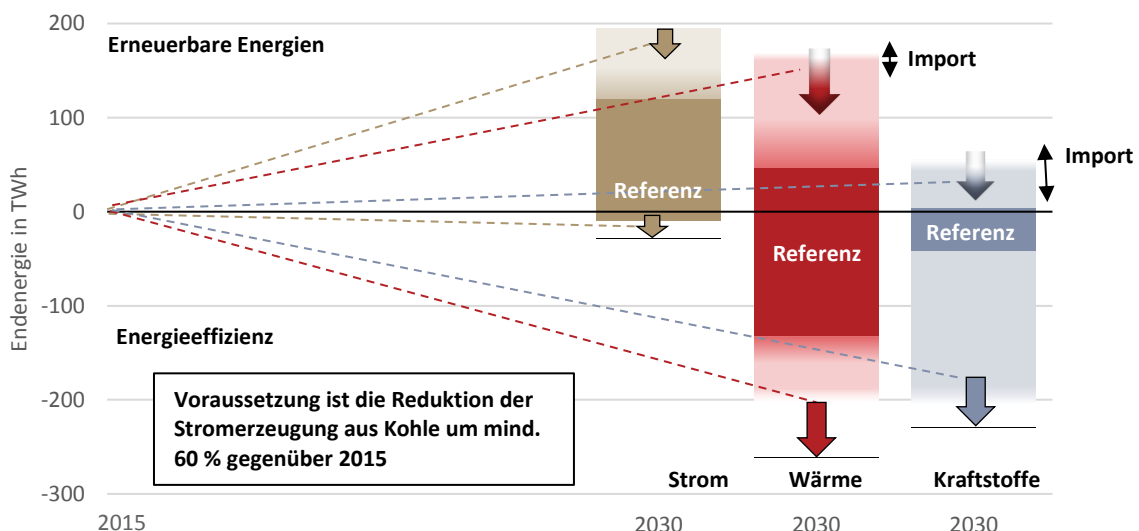 200
Erneuerbare Energien
Import
100
Import
Endenergie in TWh
Referenz
0
Referenz
Referenz
-100
Energieeffizienz
Voraussetzung ist die Reduktion der
Stromerzeugung aus Kohle um mind.
60 % gegenüber 2015
-200
Strom Wärme Kraftstoffe
-300
2015 2030 2030 2030